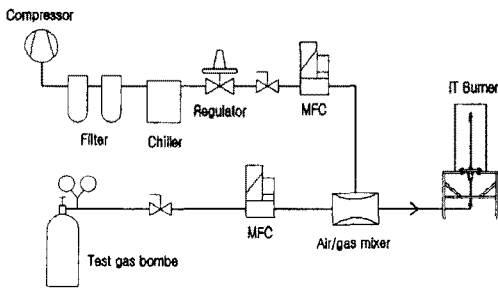 Compressor
IT Burner
Regulator
MFC
Filter
Chiller
MFC
Air/gas mixer
Test gas bombe